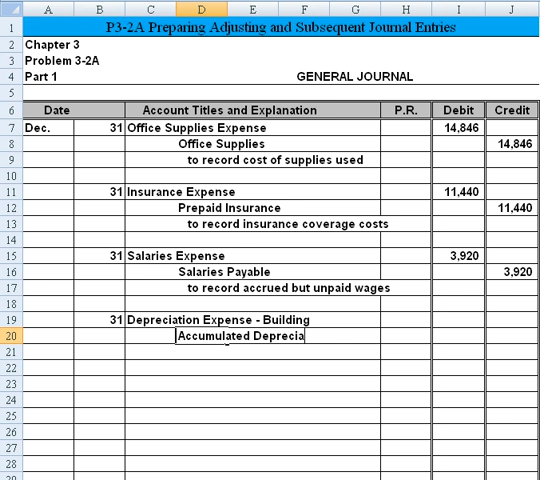 A B C D E F G H I J
1 P3-2A Preparing Adjusting and Subsequent Journal Entries
2 Chapter 3
3 Problem 3-2A
4 Part 1 GENERAL JOURNAL
5
6 Date Account Titles and Explanation P.R. Debit Credit
7 Dec. 31 Office Supplies Expense 14,846
8 Office Supplies 14,846
9 to record cost of supplies used
10
11 31 Insurance Expense 11,440
12 Prepaid Insurance 11,440
13 to record insurance coverage costs
14
15 31 Salaries Expense 3,920
16 Salaries Payable 3,920
17 to record accrued but unpaid wages
18
19 31 Depreciation Expense - Building
20 Accumulated Deprecia
21
22
23
24
25
26
27
28